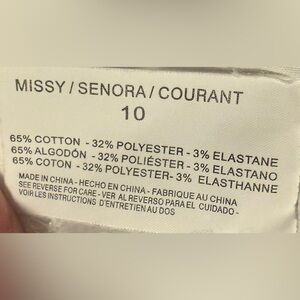 MISSY / SENORA / COURANT
10
65% COTTON - 32% POLYESTER - 3% ELASTANE
65% ALGODÓN - 32% POLIÉSTER - 3% ELASTANO
65% COTON - 32% POLYESTER - 3% ELASTHANNE
MADE IN CHINA - HECHO EN CHINA - FABRIQUE AU CHINA
SEE REVERSE FOR CARE - VER AL REVERSO PARA EL CUIDADO -
VOIR LES INSTRUCTIONS D'ENTRETIEN AU DOS